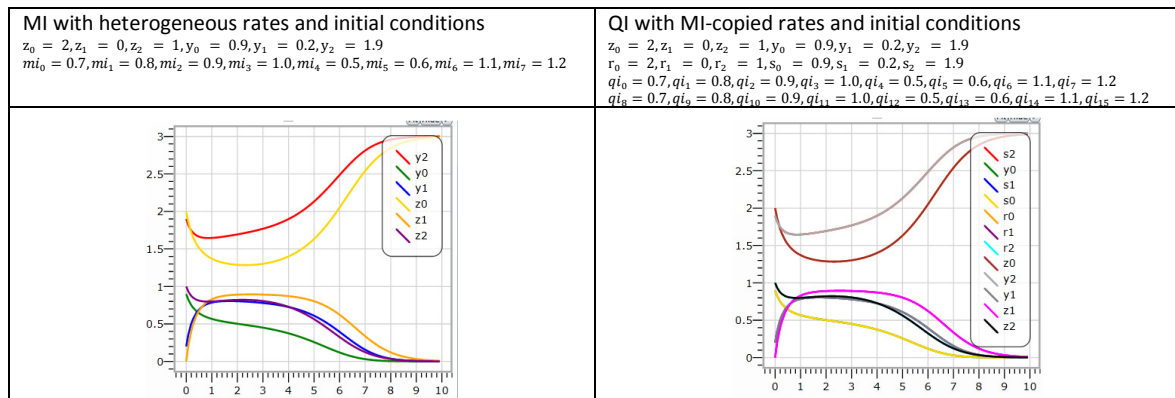 MI with heterogeneous rates and initial conditions
z₀ = 2, z₁ = 0, z₂ = 1, y₀ = 0.9, y₁ = 0.2, y₂ = 1.9
mi₀ = 0.7, mi₁ = 0.8, mi₂ = 0.9, mi₃ = 1.0, mi₄ = 0.5, mi₅ = 0.6, mi₆ = 1.1, mi₇ = 1.2
QI with MI-copied rates and initial conditions
z₀ = 2, z₁ = 0, z₂ = 1, y₀ = 0.9, y₁ = 0.2, y₂ = 1.9
r₀ = 2, r₁ = 0, r₂ = 1, s₀ = 0.9, s₁ = 0.2, s₂ = 1.9
qi₀ = 0.7, qi₁ = 0.8, qi₂ = 0.9, qi₃ = 1.0, qi₄ = 0.5, qi₅ = 0.6, qi₆ = 1.1, qi₇ = 1.2
qi₈ = 0.7, qi₉ = 0.8, qi₁₀ = 0.9, qi₁₁ = 1.0, qi₁₂ = 0.5, qi₁₃ = 0.6, qi₁₄ = 1.1, qi₁₅ = 1.2
3
2.5
2
1.5
1
0.5
0
0 1 2 3 4 5 6 7 8 9 10
y2
y0
y1
z0
z1
z2
3
2.5
2
1.5
1
0.5
0
0 1 2 3 4 5 6 7 8 9 10
s2
y0
s1
s0
r0
r1
r2
z0
y2
y1
z1
z2